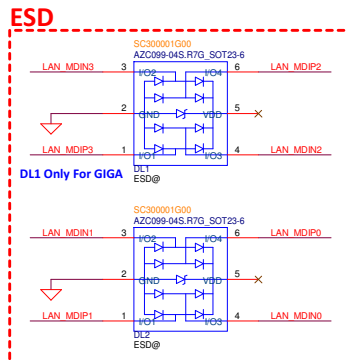 ESD
SC300001G00
AZC099-04S.R7G_SOT23-6
LAN_MDIN3 3 I/O2 I/O4 6 LAN_MDIP2
2 GND VDD 5
LAN_MDIP3 1 I/O1 I/O3 4 LAN_MDIN2
DL1 Only For GIGA
DL1
ESD@
SC300001G00
AZC099-04S.R7G_SOT23-6
LAN_MDIN1 3 I/O2 I/O4 6 LAN_MDIP0
2 GND VDD 5
LAN_MDIP1 1 I/O1 I/O3 4 LAN_MDIN0
DL2
ESD@